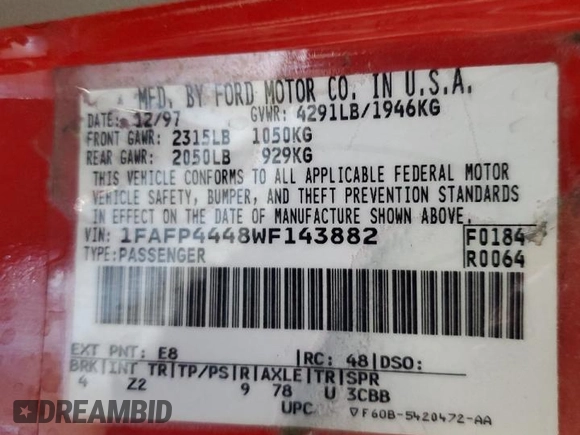 MFD. BY FORD MOTOR CO. IN U.S.A.
DATE: 12/97 GVWR: 4291LB/1946KG
FRONT GAWR: 2315LB 1050KG
REAR GAWR: 2050LB 929KG
THIS VEHICLE CONFORMS TO ALL APPLICABLE FEDERAL MOTOR
VEHICLE SAFETY, BUMPER, AND THEFT PREVENTION STANDARDS
IN EFFECT ON THE DATE OF MANUFACTURE SHOWN ABOVE.
VIN: 1FAFP4448WF143882 F0184
TYPE: PASSENGER R0064
EXT PNT: E8 RC: 48 DSO:
BRK INT TR TP/PS R AXLE TR SPR
4 Z2 9 78 U 3CBB
UPC F60B-5420472-AA
DREAMBID